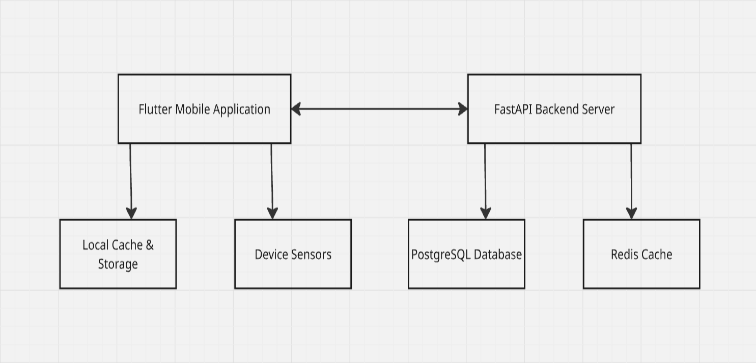 Flutter Mobile Application
FastAPI Backend Server
Local Cache &
Storage
Device Sensors
PostgreSQL Database
Redis Cache